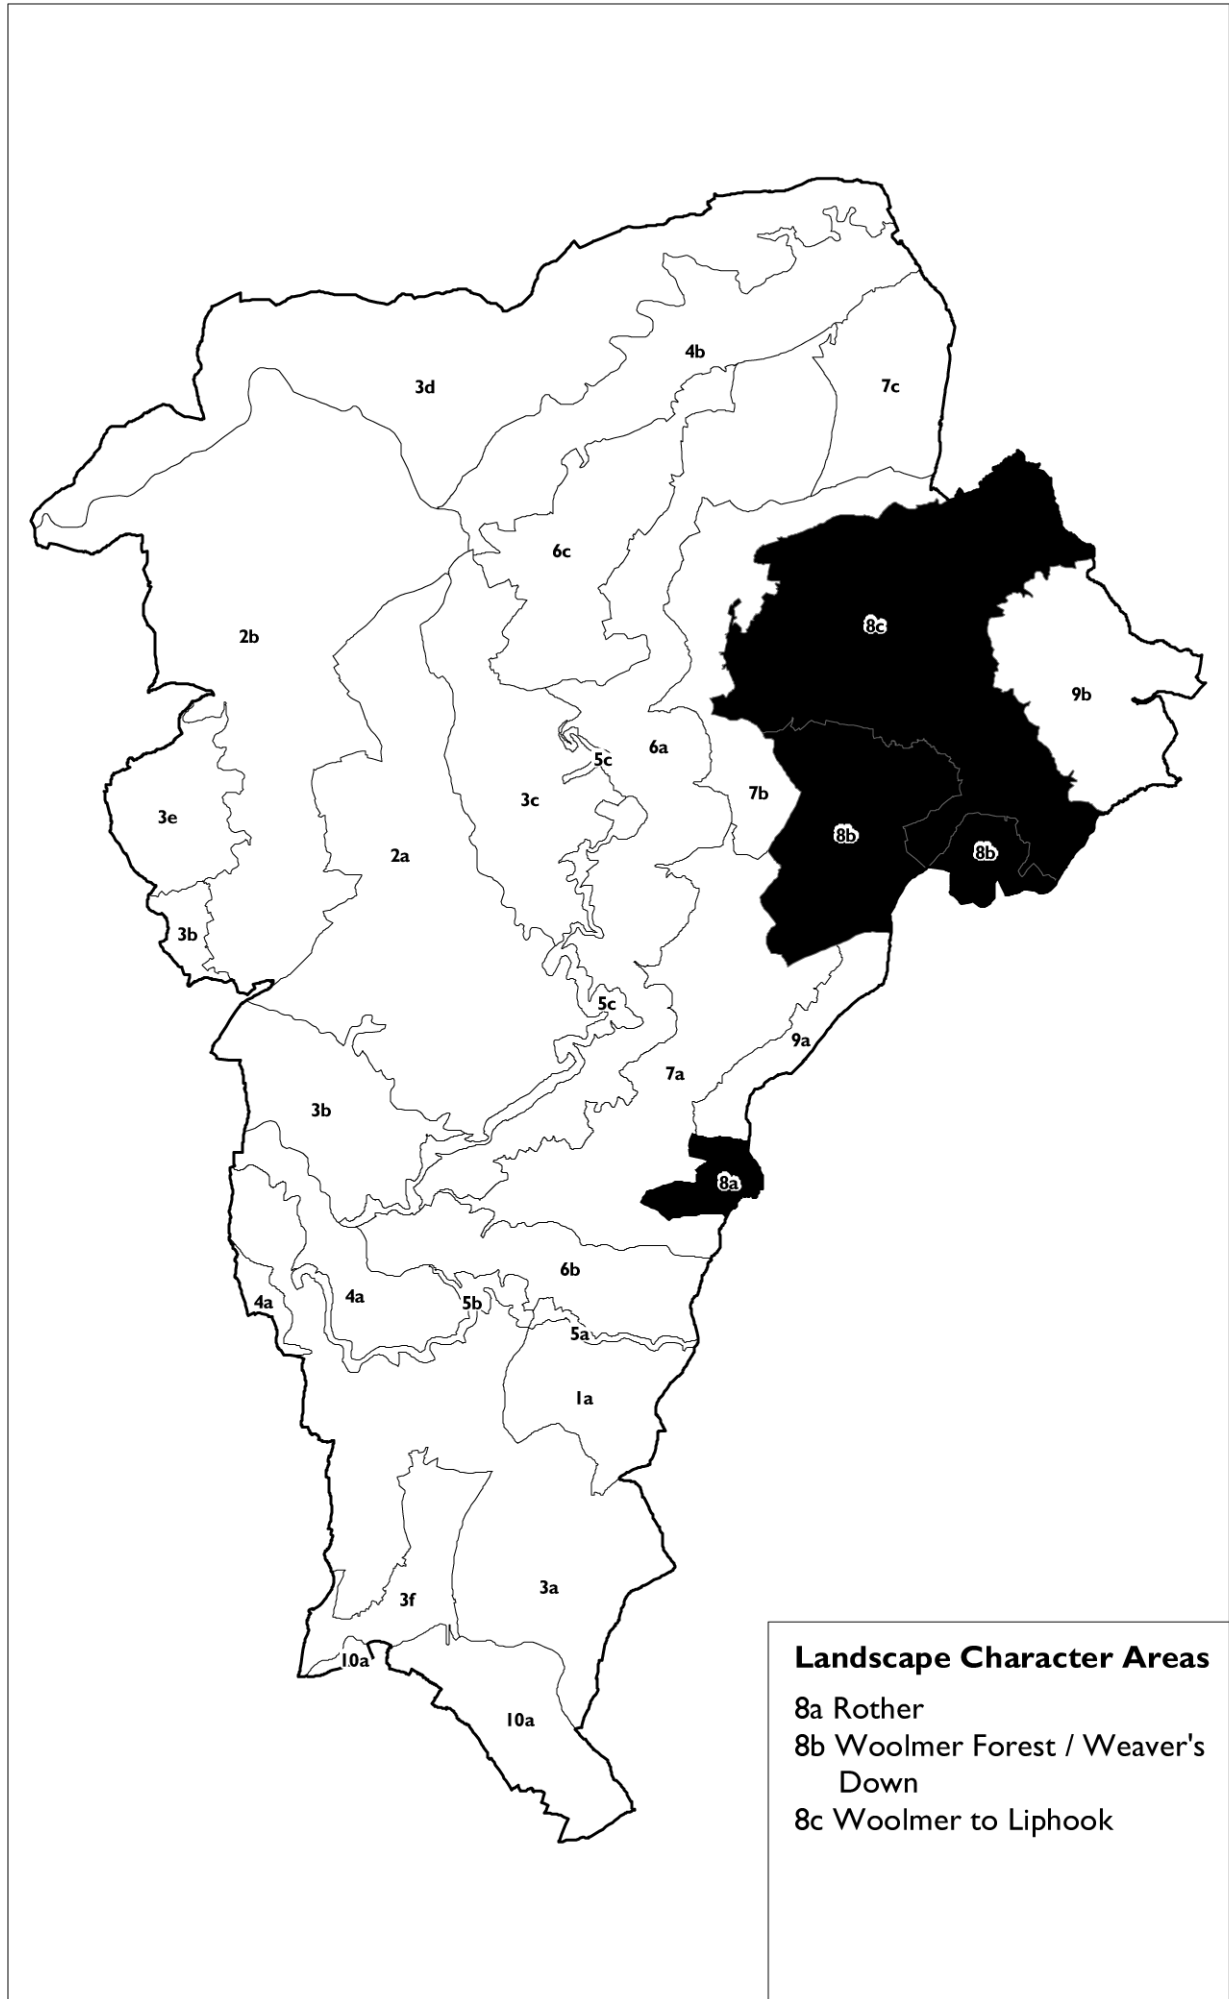 4b
3d
7c
6c
8c
2b
9b
6a
5c
7b
3c
3e
8b
8b
2a
3b
5c
9a
7a
3b
8a
6b
4a
4a
5b
5a
1a
3a
3f
10a
10a
Landscape Character Areas
8a Rother
8b Woolmer Forest / Weaver's
Down
8c Woolmer to Liphook